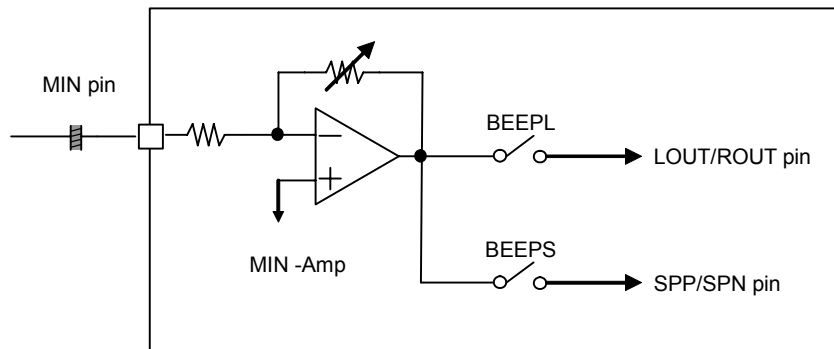 MIN pin
BEEPL
LOUT/ROUT pin
MIN -Amp
BEEPS
SPP/SPN pin